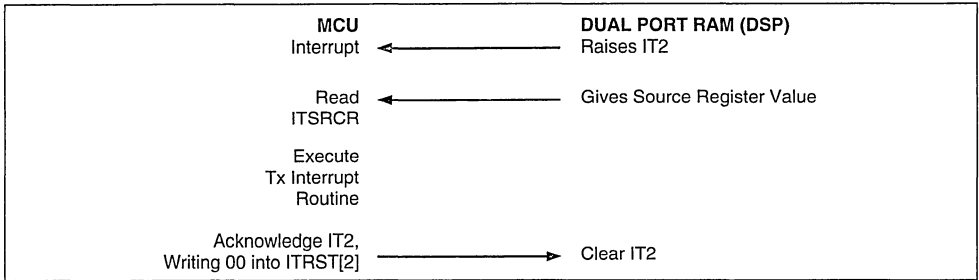 MCU DUAL PORT RAM (DSP)
Interrupt Raises IT2
Read Gives Source Register Value
ITSRCR
Execute
Tx Interrupt
Routine
Acknowledge IT2,
Writing 00 into ITRST[2] Clear IT2